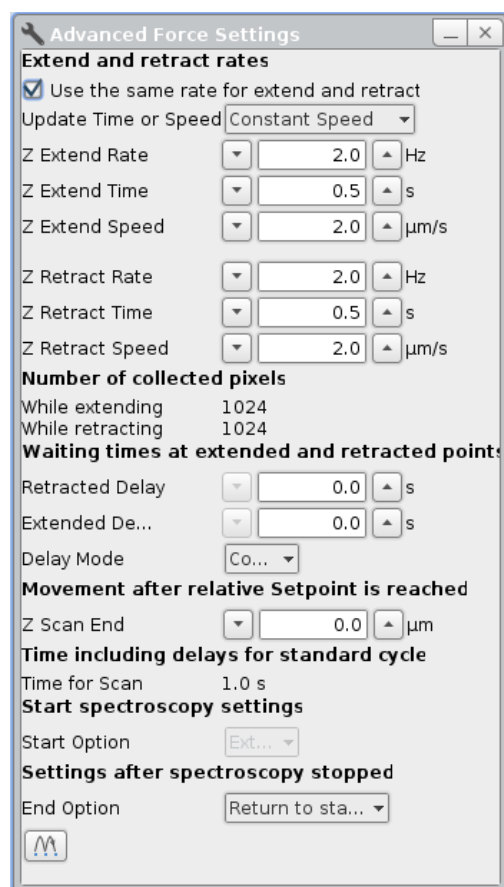 Advanced Force Settings
Extend and retract rates
Use the same rate for extend and retract
Update Time or Speed Constant Speed
Z Extend Rate 2.0 Hz
Z Extend Time 0.5 s
Z Extend Speed 2.0 µm/s
Z Retract Rate 2.0 Hz
Z Retract Time 0.5 s
Z Retract Speed 2.0 µm/s
Number of collected pixels
While extending 1024
While retracting 1024
Waiting times at extended and retracted points
Retracted Delay 0.0 s
Extended De... 0.0 s
Delay Mode Co...
Movement after relative Setpoint is reached
Z Scan End 0.0 µm
Time including delays for standard cycle
Time for Scan 1.0 s
Start spectroscopy settings
Start Option Ext...
Settings after spectroscopy stopped
End Option Return to sta...